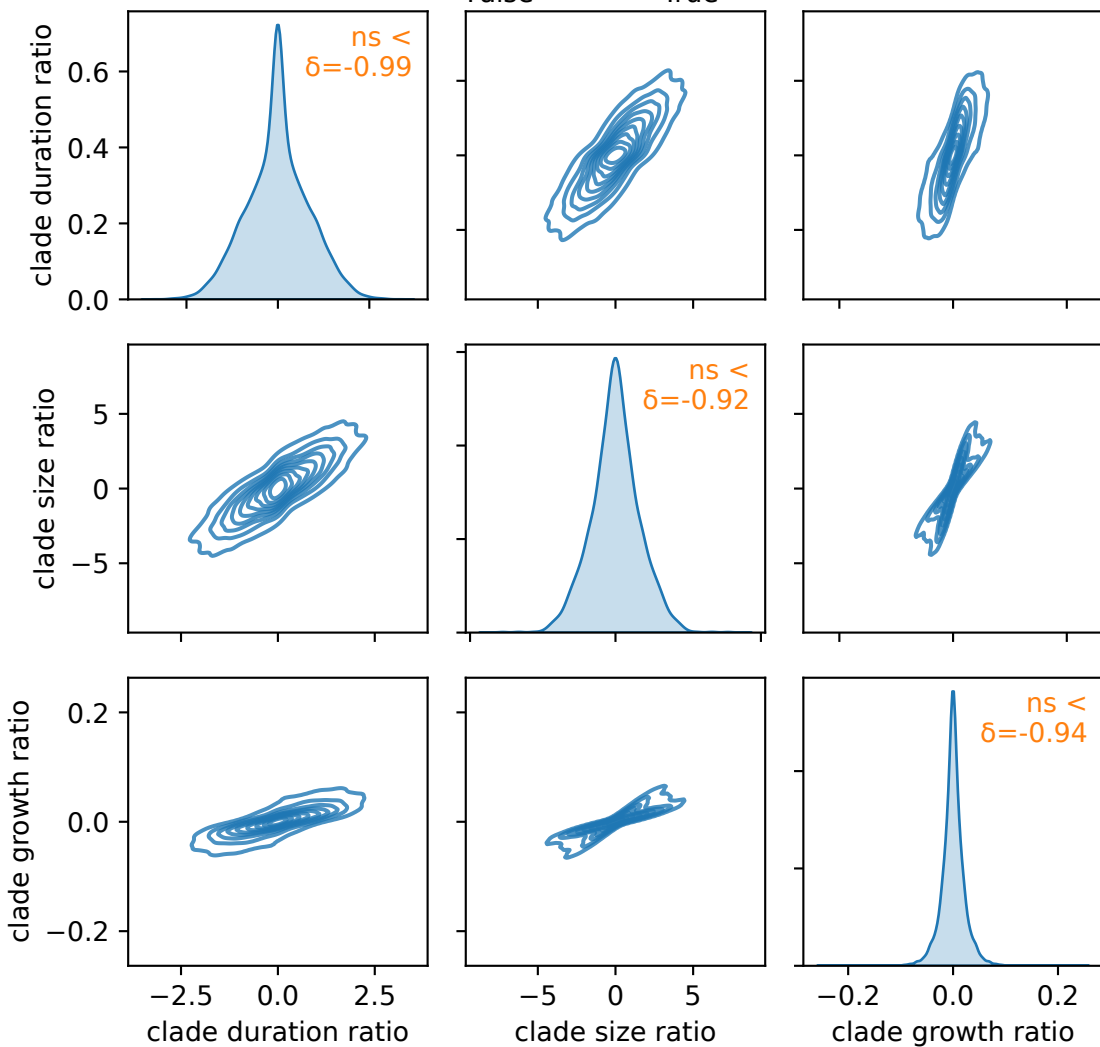 clade duration ratio
0.6
0.4
0.2
0.0
ns <
δ=-0.99
clade size ratio
5
0
−5
ns <
δ=-0.92
clade growth ratio
0.2
0.0
−0.2
ns <
δ=-0.94
−2.5 0.0 2.5
−5 0 5
−0.2 0.0 0.2
clade duration ratio
clade size ratio
clade growth ratio